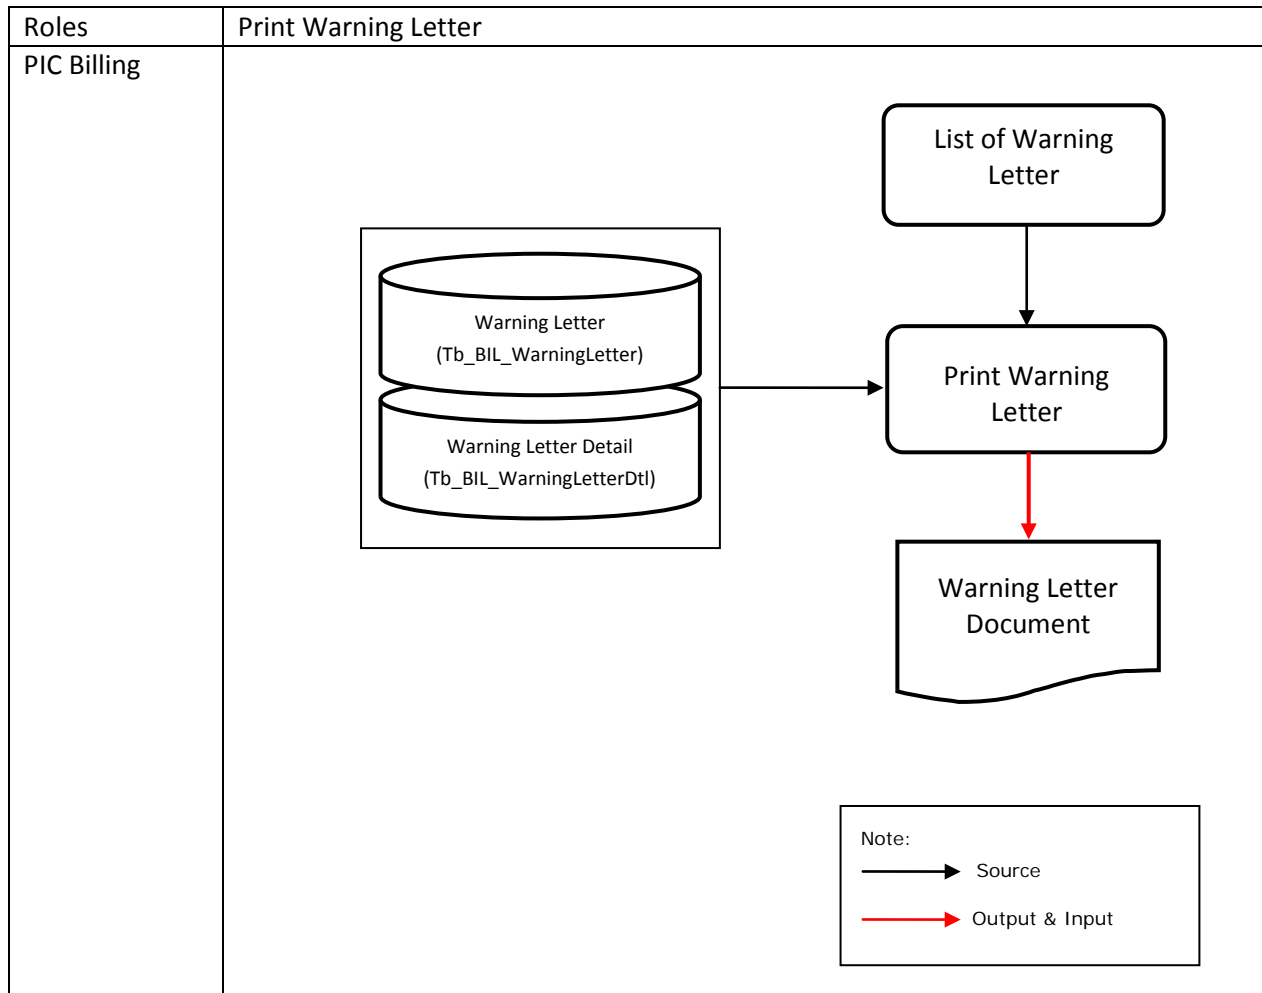 Roles
Print Warning Letter
PIC Billing
List of Warning
Letter
Warning Letter
(Tb_BIL_WarningLetter)
Warning Letter Detail
(Tb_BIL_WarningLetterDtl)
Print Warning
Letter
Warning Letter
Document
Note:
Source
Output & Input